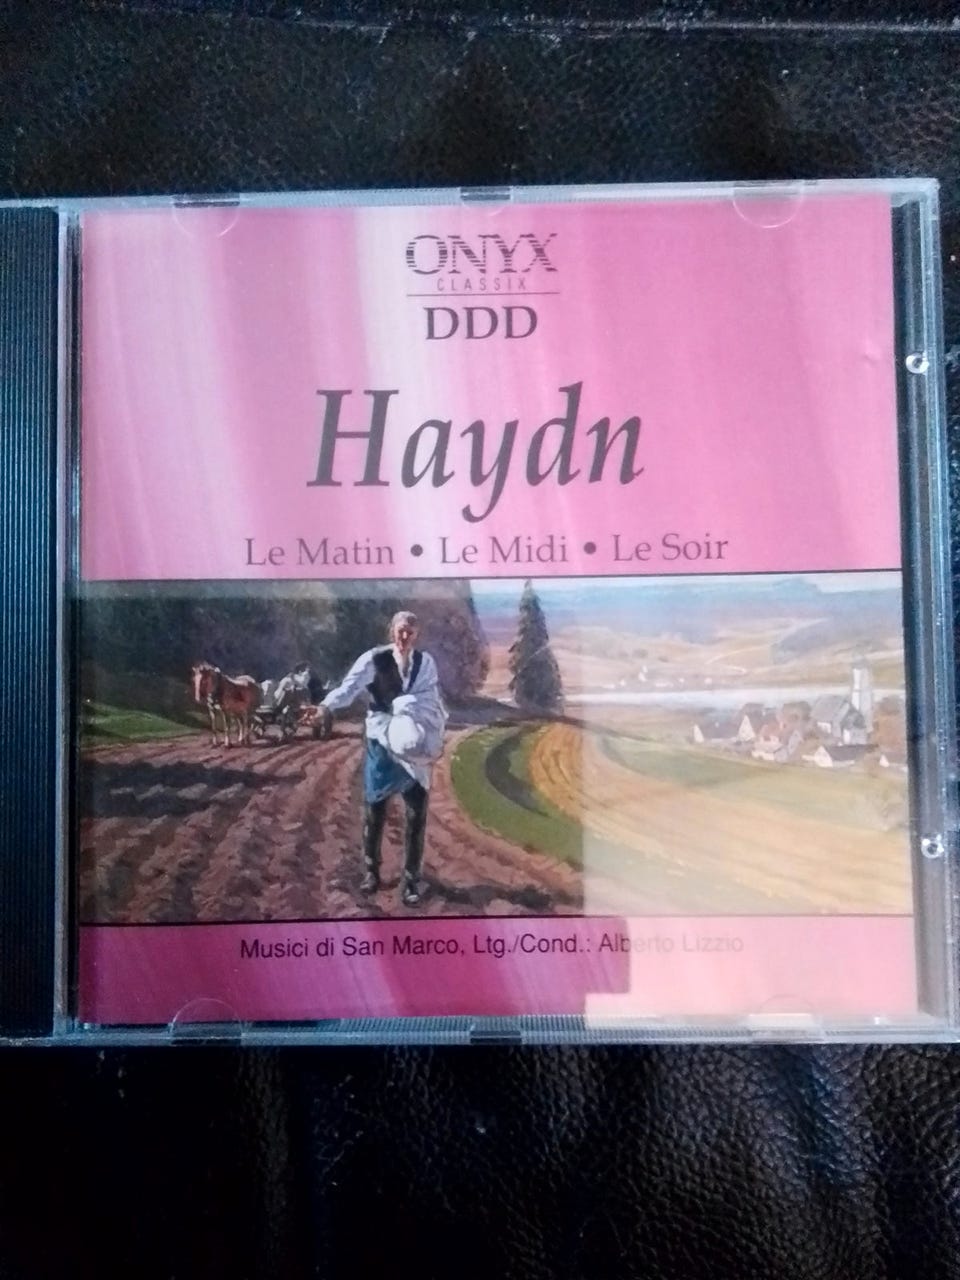 ONYX
CLASSIX
DDD
Haydn
Le Matin • Le Midi • Le Soir
Musici di San Marco, Ltg./Cond.: Alberto Lizzio